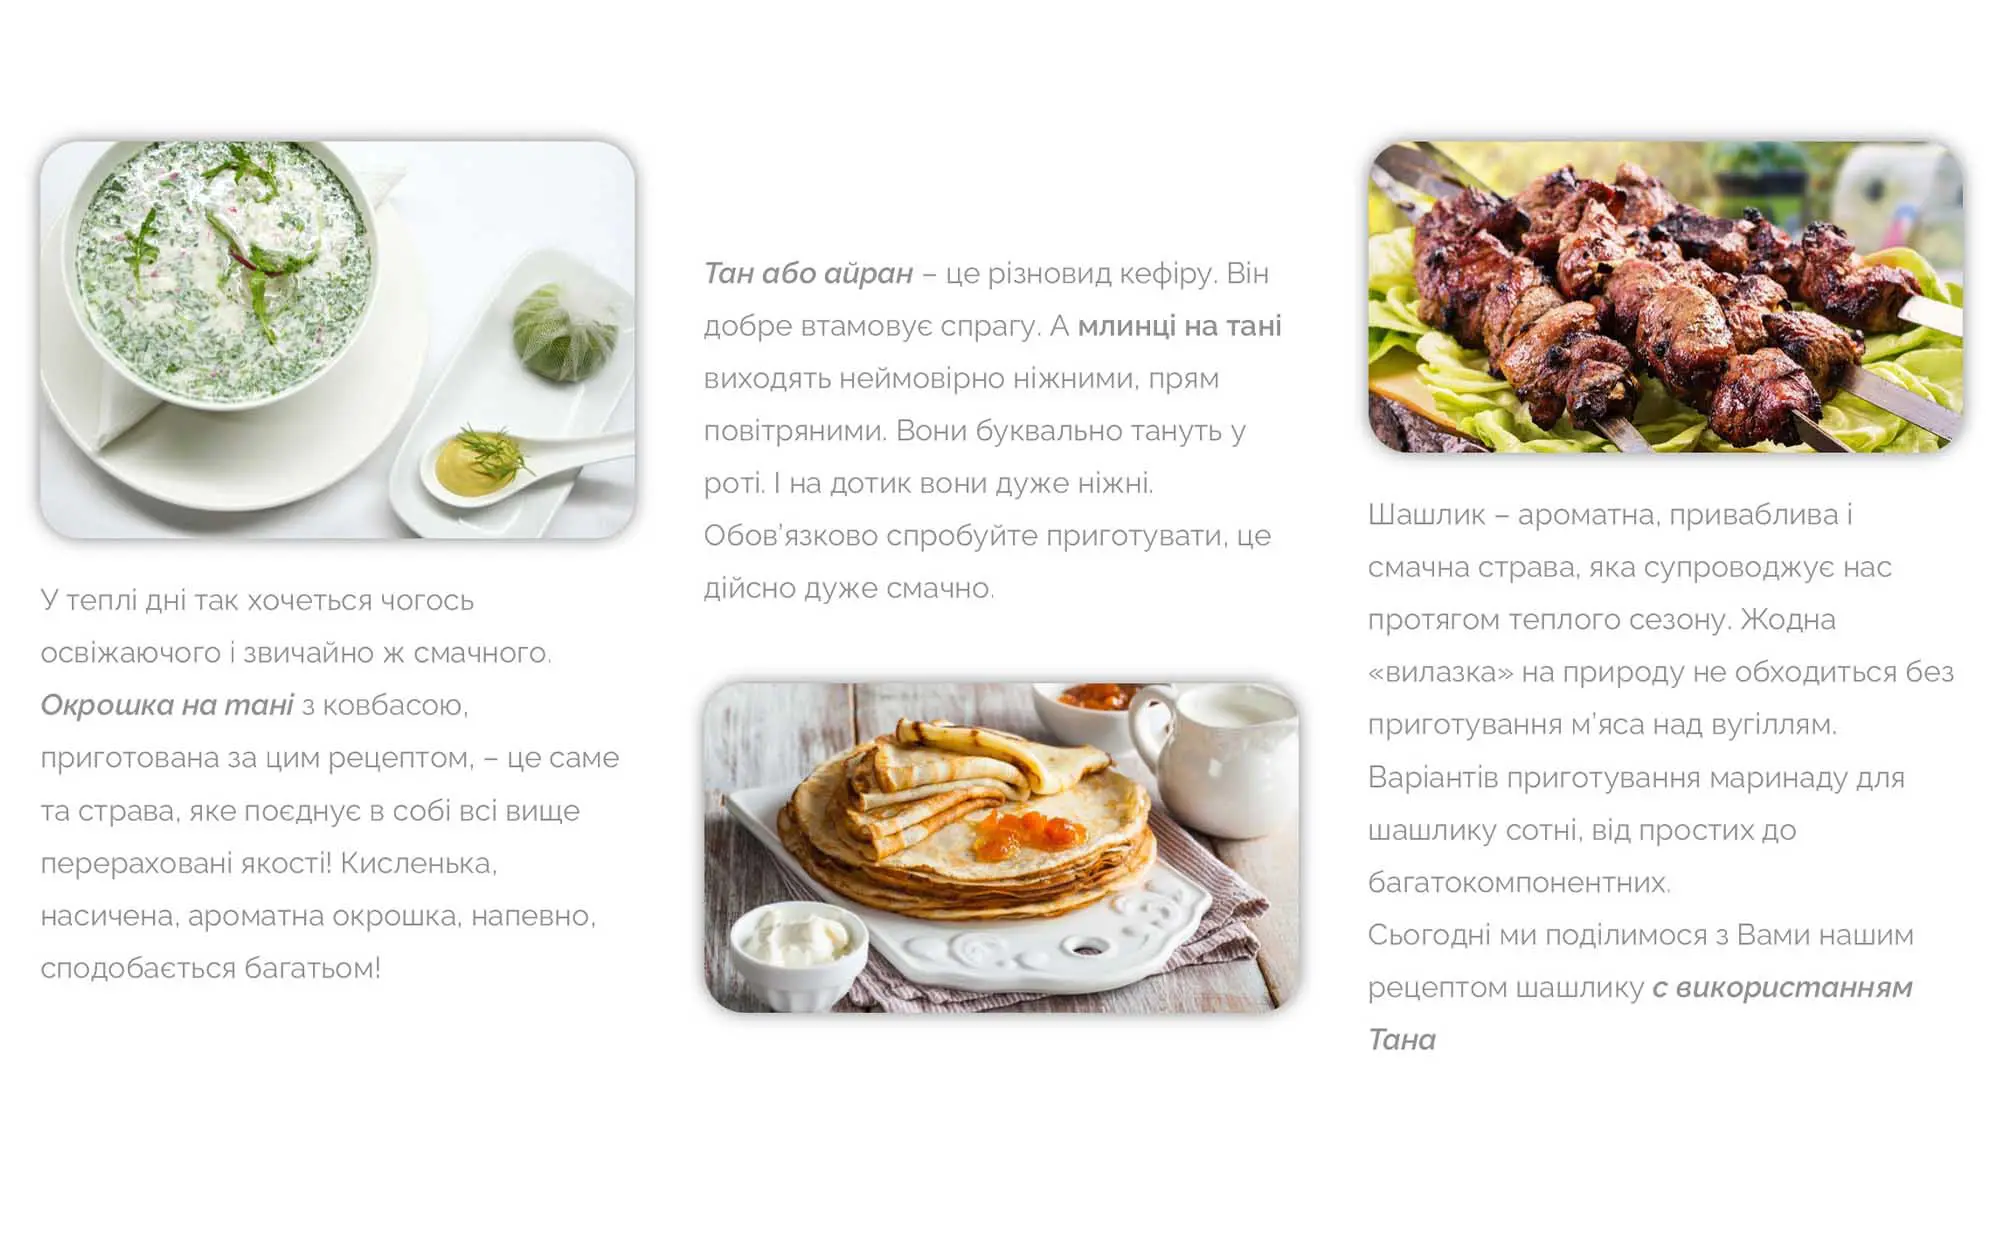 У теплі дні так хочеться чогось
освіжаючого і звичайно ж смачного.
Окрошка на тані з ковбасою,
приготована за цим рецептом, – це саме
та страва, яке поєднує в собі всі вище
перераховані якості! Кисленька,
насичена, ароматна окрошка, напевно,
сподобається багатьом!
Тан або айран – це різновид кефіру. Він
добре втамовує спрагу. А млинці на тані
виходять неймовірно ніжними, прям
повітряними. Вони буквально тануть у
роті. І на дотик вони дуже ніжні.
Обов’язково спробуйте приготувати, це
дійсно дуже смачно.
Шашлик – ароматна, приваблива і
смачна страва, яка супроводжує нас
протягом теплого сезону. Жодна
«вилазка» на природу не обходиться без
приготування м’яса над вугіллям.
Варіантів приготування маринаду для
шашлику сотні, від простих до
багатокомпонентних.
Сьогодні ми поділимося з Вами нашим
рецептом шашлику с використанням
Тана